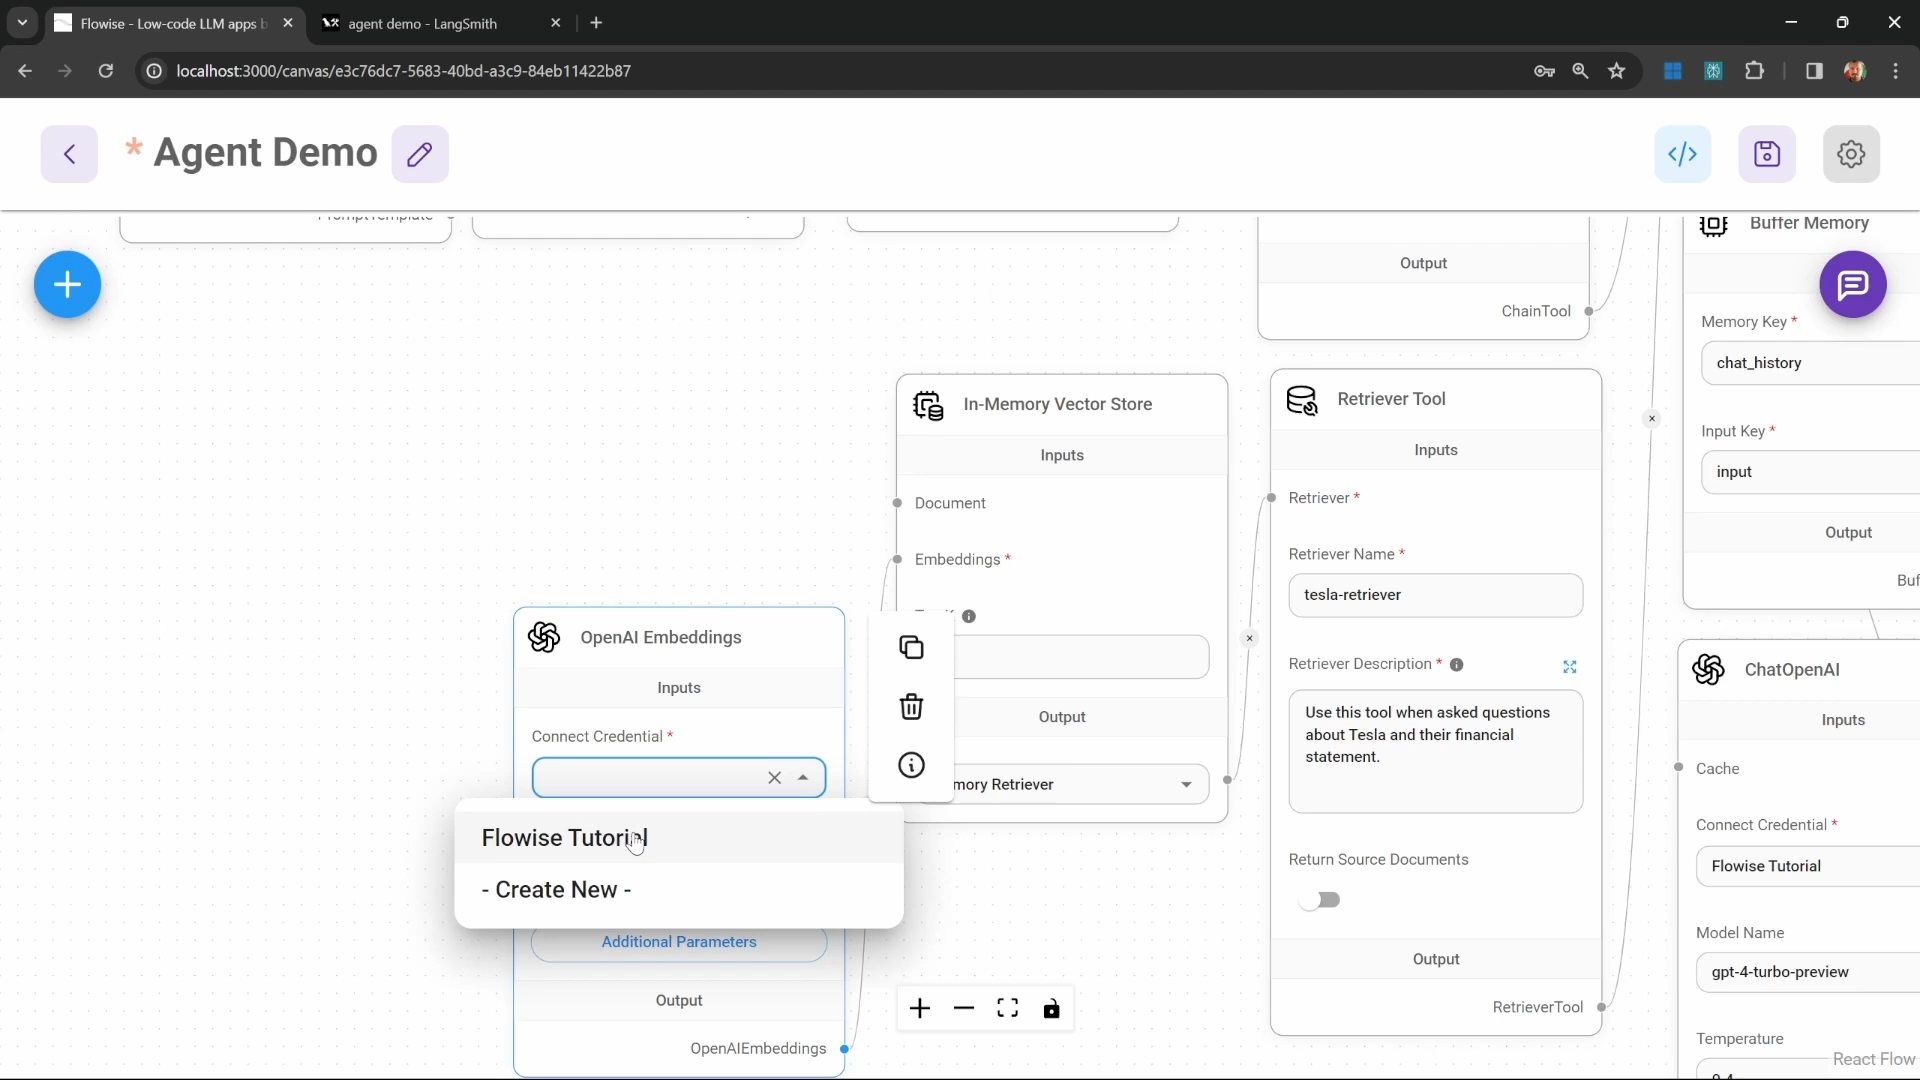 Flowise - Low-code LLM apps b
agent demo - LangSmith
localhost:3000/canvas/e3c76dc7-5683-40bd-a3c9-84eb11422b87
* Agent Demo
PromptTemplate
Output
ChainTool
Buffer Memory
Memory Key *
chat_history
Input Key *
input
Output
Buf
In-Memory Vector Store
Inputs
Document
Embeddings *
Output
mory Retriever
Retriever Tool
Inputs
Retriever *
Retriever Name *
tesla-retriever
Retriever Description *
Use this tool when asked questions
about Tesla and their financial
statement.
Return Source Documents
Output
RetrieverTool
OpenAI Embeddings
Inputs
Connect Credential *
Flowise Tutorial
- Create New -
Additional Parameters
Output
OpenAIEmbeddings
ChatOpenAI
Inputs
Cache
Connect Credential *
Flowise Tutorial
Model Name
gpt-4-turbo-preview
Temperature
React Flow